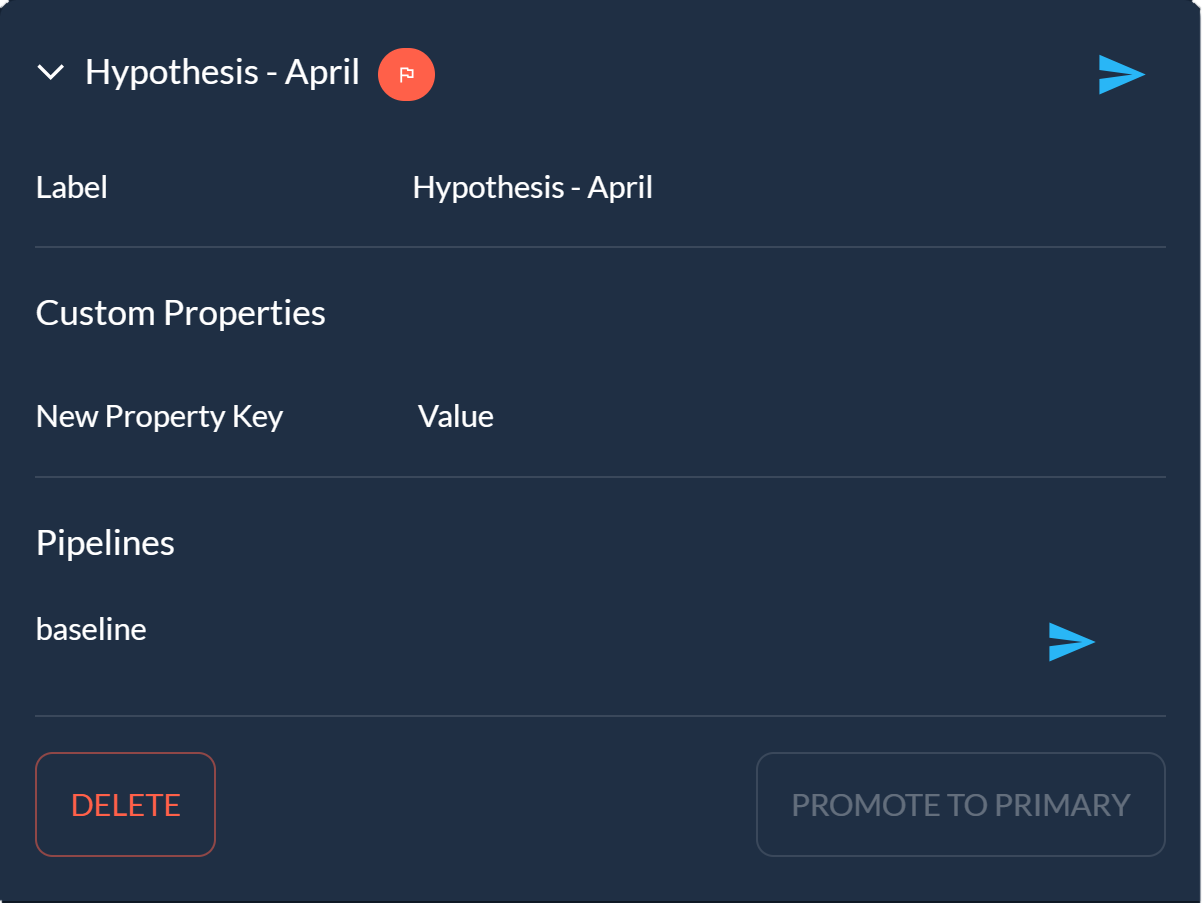 Hypothesis - April
Label Hypothesis - April
Custom Properties
New Property Key Value
Pipelines
baseline
DELETE PROMOTE TO PRIMARY